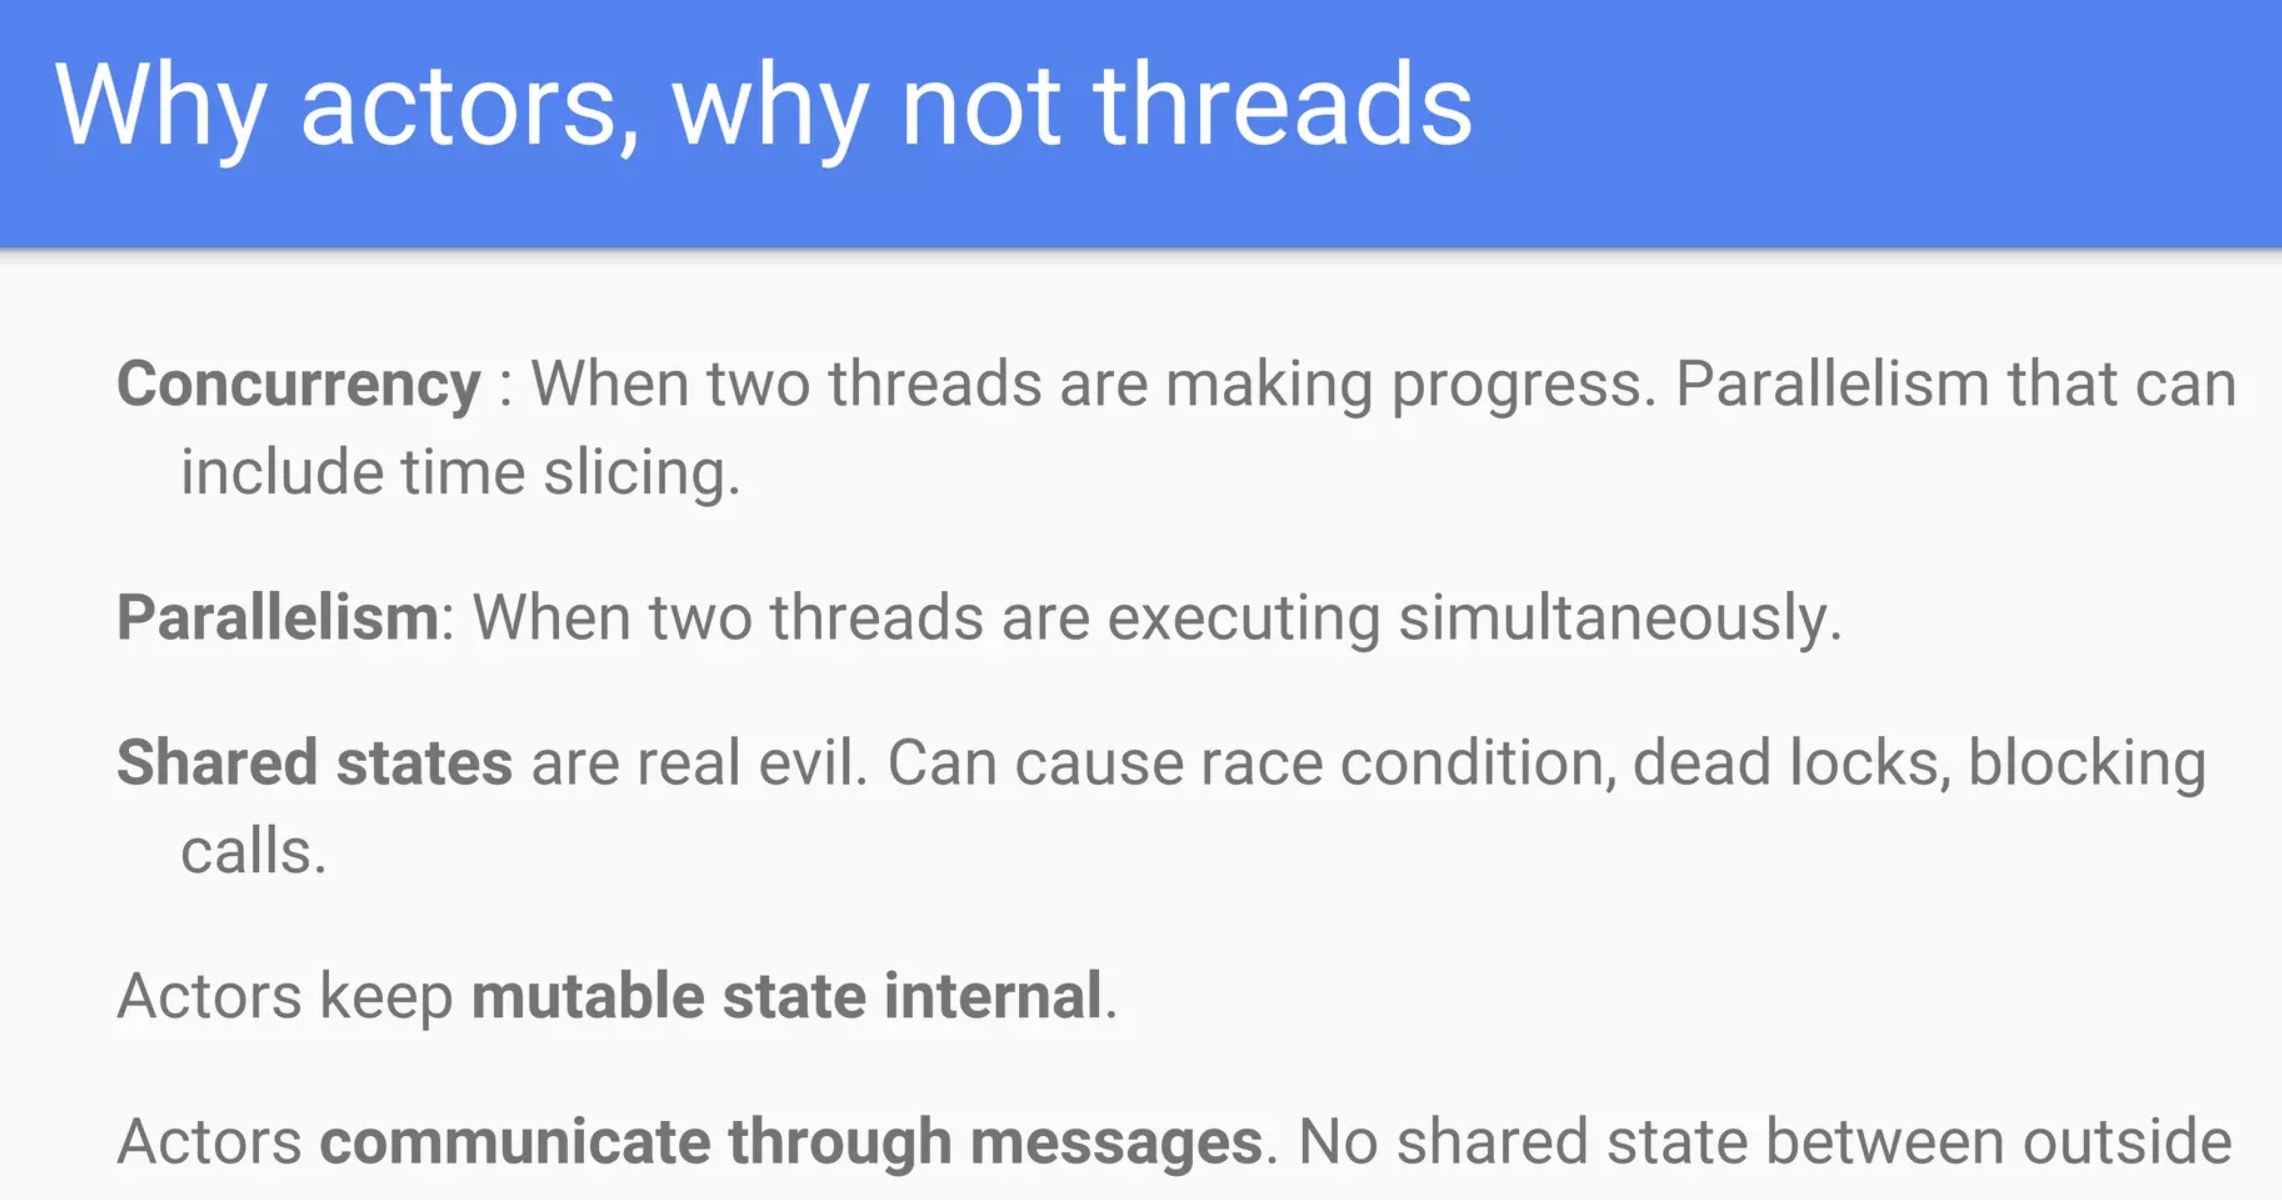 Why actors, why not threads
Concurrency : When two threads are making progress. Parallelism that can
include time slicing.
Parallelism: When two threads are executing simultaneously.
Shared states are real evil. Can cause race condition, dead locks, blocking
calls.
Actors keep mutable state internal.
Actors communicate through messages. No shared state between outside